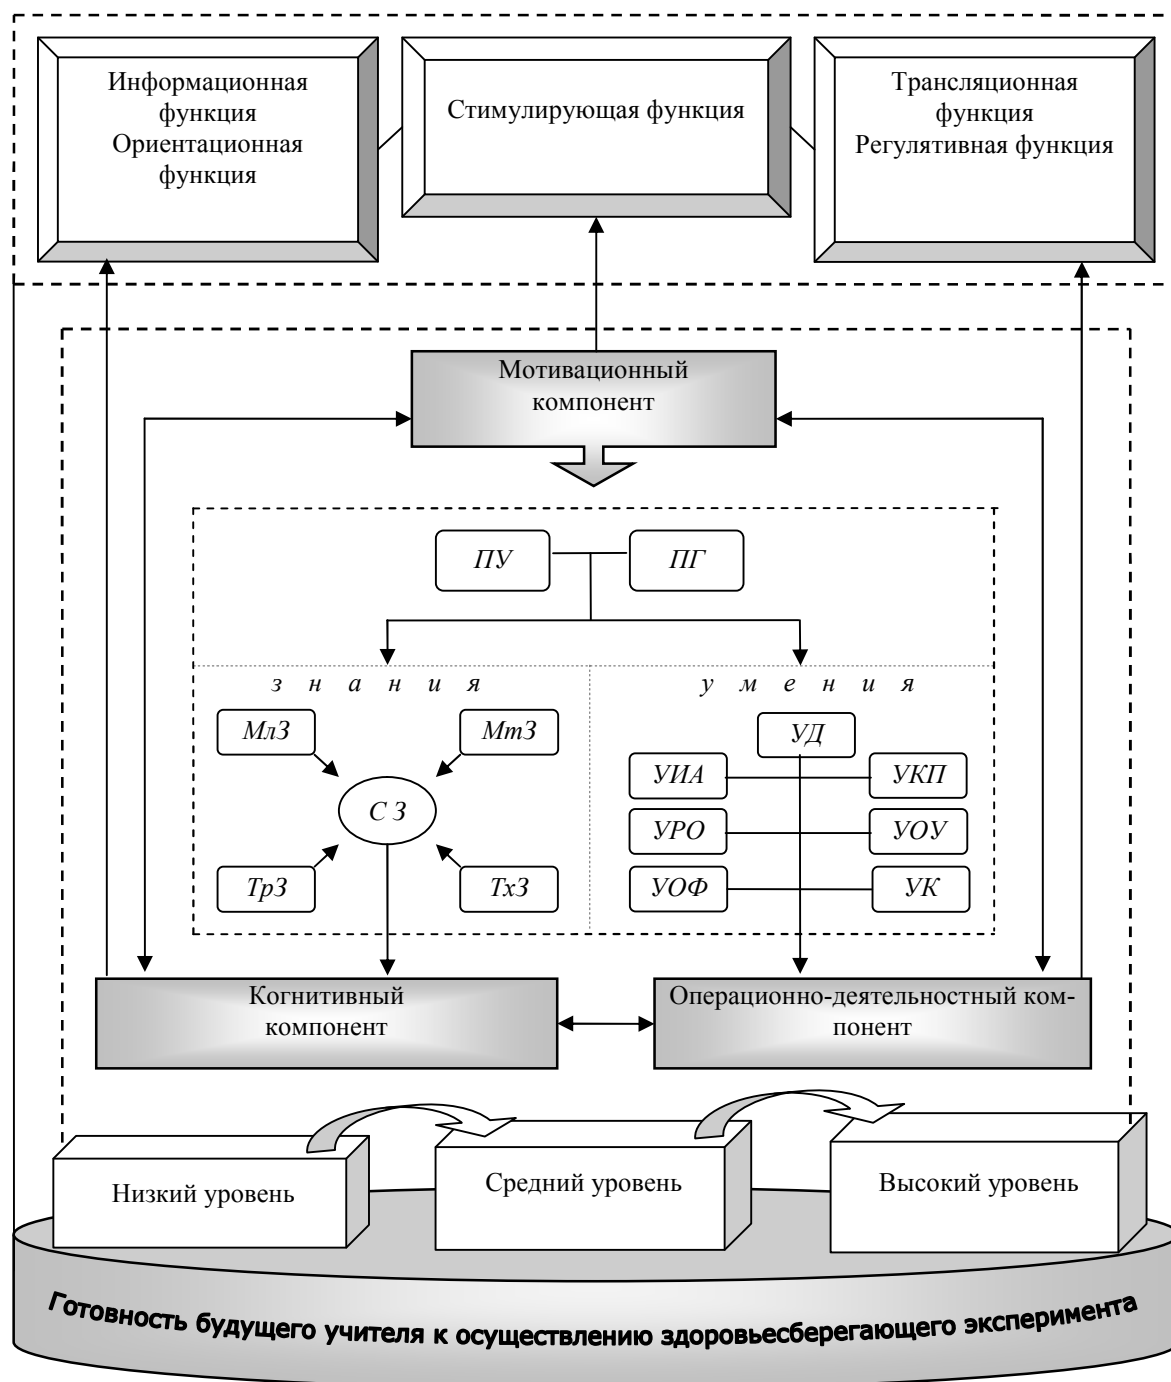 Информационная
функция
Ориентационная
функция
Стимулирующая функция
Трансляционная
функция
Регулятивная функция
Мотивационный
компонент
ПУ
ПГ
знания
умения
МлЗ
МтЗ
С З
ТрЗ
ТхЗ
УД
УИА
УКП
УРО
УОУ
УОФ
УК
Когнитивный
компонент
Операционно-деятельностный ком-
понент
Низкий уровень
Средний уровень
Высокий уровень
Готовность будущего учителя к осуществлению здоровьесберегающего эксперимента